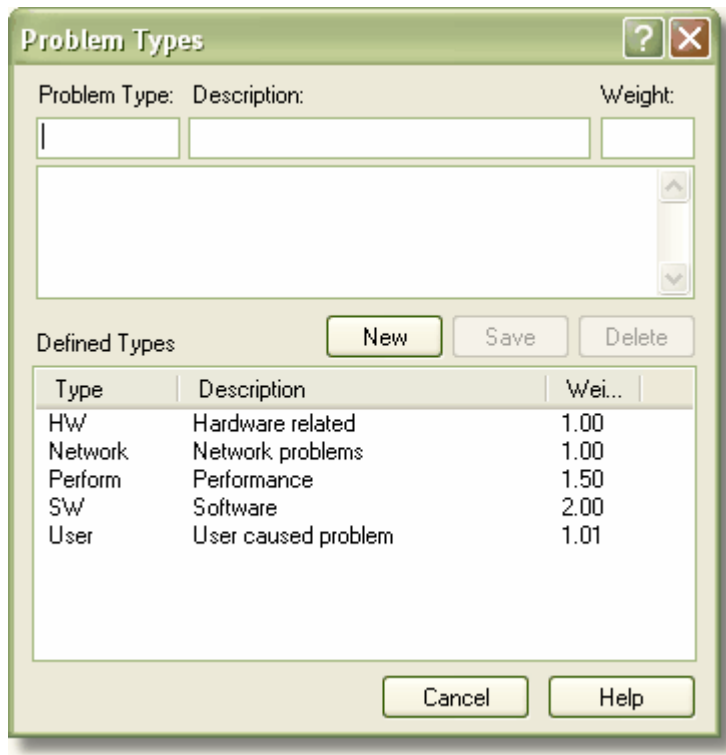 Problem Types
Problem Type: Description: Weight:
New Save Delete
Defined Types
Type Description Wei...
HW Hardware related 1.00
Network Network problems 1.00
Perform Performance 1.50
SW Software 2.00
User User caused problem 1.01
Cancel Help